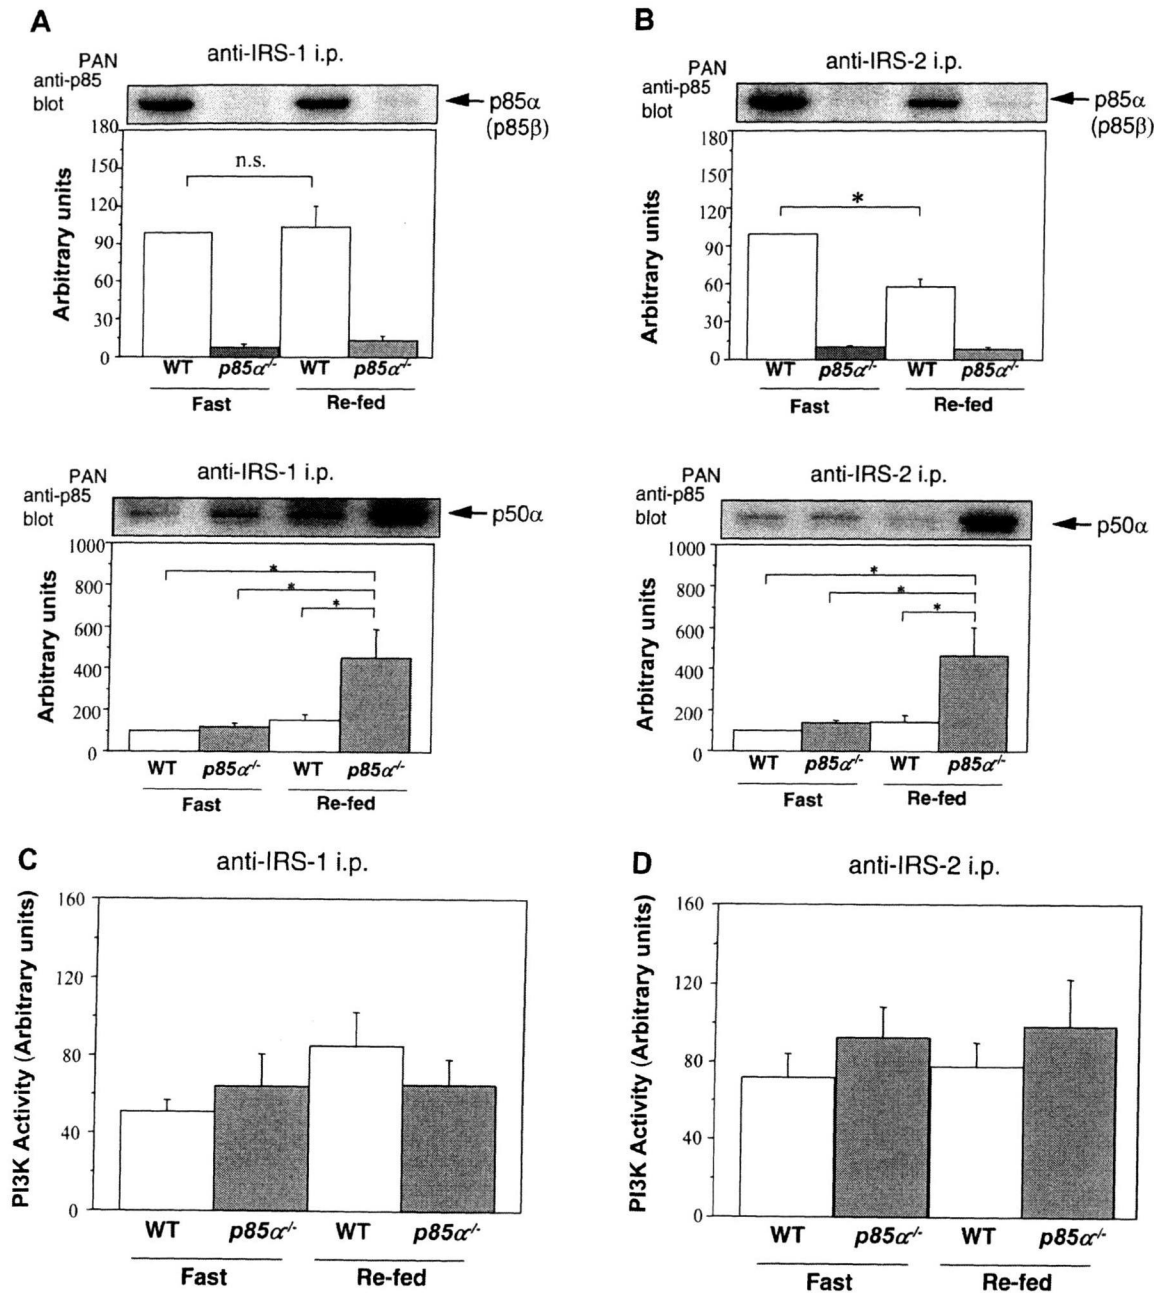 A
anti-IRS-1 i.p.
PAN
anti-p85
blot
p85α
(p85β)
180
150
120
90
60
30
0
Arbitrary units
n.s.
WT p85α-/- WT p85α-/-
Fast Re-fed
B
anti-IRS-2 i.p.
PAN
anti-p85
blot
p85α
(p85β)
180
150
120
90
60
30
0
Arbitrary units
*
WT p85α-/- WT p85α-/-
Fast Re-fed
anti-IRS-1 i.p.
PAN
anti-p85
blot
p50α
1000
800
600
400
200
0
Arbitrary units
*
*
*
WT p85α-/- WT p85α-/-
Fast Re-fed
anti-IRS-2 i.p.
PAN
anti-p85
blot
p50α
1000
800
600
400
200
0
Arbitrary units
*
*
*
WT p85α-/- WT p85α-/-
Fast Re-fed
C
anti-IRS-1 i.p.
160
120
80
40
0
PI3K Activity (Arbitrary units)
WT p85α-/- WT p85α-/-
Fast Re-fed
D
anti-IRS-2 i.p.
160
120
80
40
0
PI3K Activity (Arbitrary units)
WT p85α-/- WT p85α-/-
Fast Re-fed